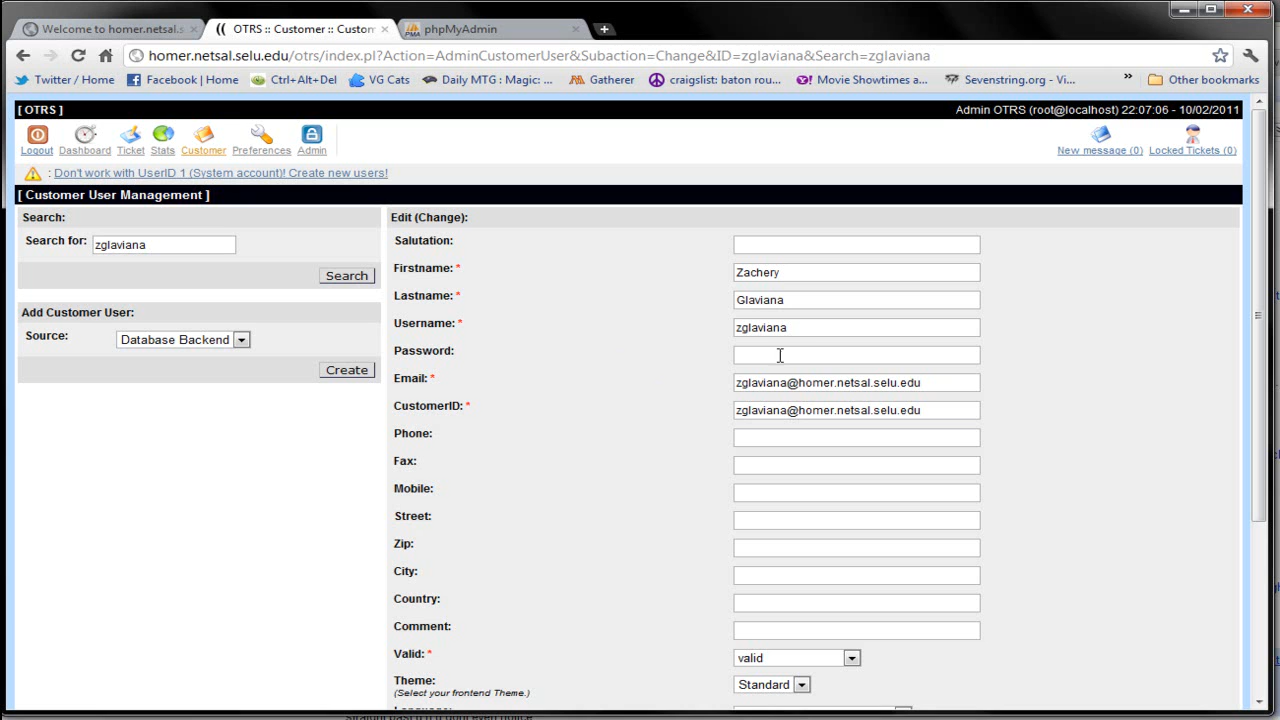 Welcome to homer.netsal.s
OTRS :: Customer :: Custom
phpMyAdmin
homer.netsal.selu.edu/otrs/index.pl?Action=AdminCustomerUser&Subaction=Change&ID=zglaviana&Search=zglaviana
Twitter / Home
Facebook | Home
Ctrl+Alt+Del
VG Cats
Daily MTG : Magic: ...
Gatherer
craigslist: baton rou...
Movie Showtimes a...
Sevenstring.org - Vi...
»
Other bookmarks
[ OTRS ]
Admin OTRS (root@localhost) 22:07:06 - 10/02/2011
Logout
Dashboard
Ticket
Stats
Customer
Preferences
Admin
New message (0)
Locked Tickets (0)
: Don't work with UserID 1 (System account)! Create new users!
[ Customer User Management ]
Search:
Search for: zglaviana
Search
Add Customer User:
Source: Database Backend
Create
Edit (Change):
Salutation:
Firstname: * Zachery
Lastname: * Glaviana
Username: * zglaviana
Password:
Email: * zglaviana@homer.netsal.selu.edu
CustomerID: * zglaviana@homer.netsal.selu.edu
Phone:
Fax:
Mobile:
Street:
Zip:
City:
Country:
Comment:
Valid: * valid
Theme: Standard
(Select your frontend Theme.)